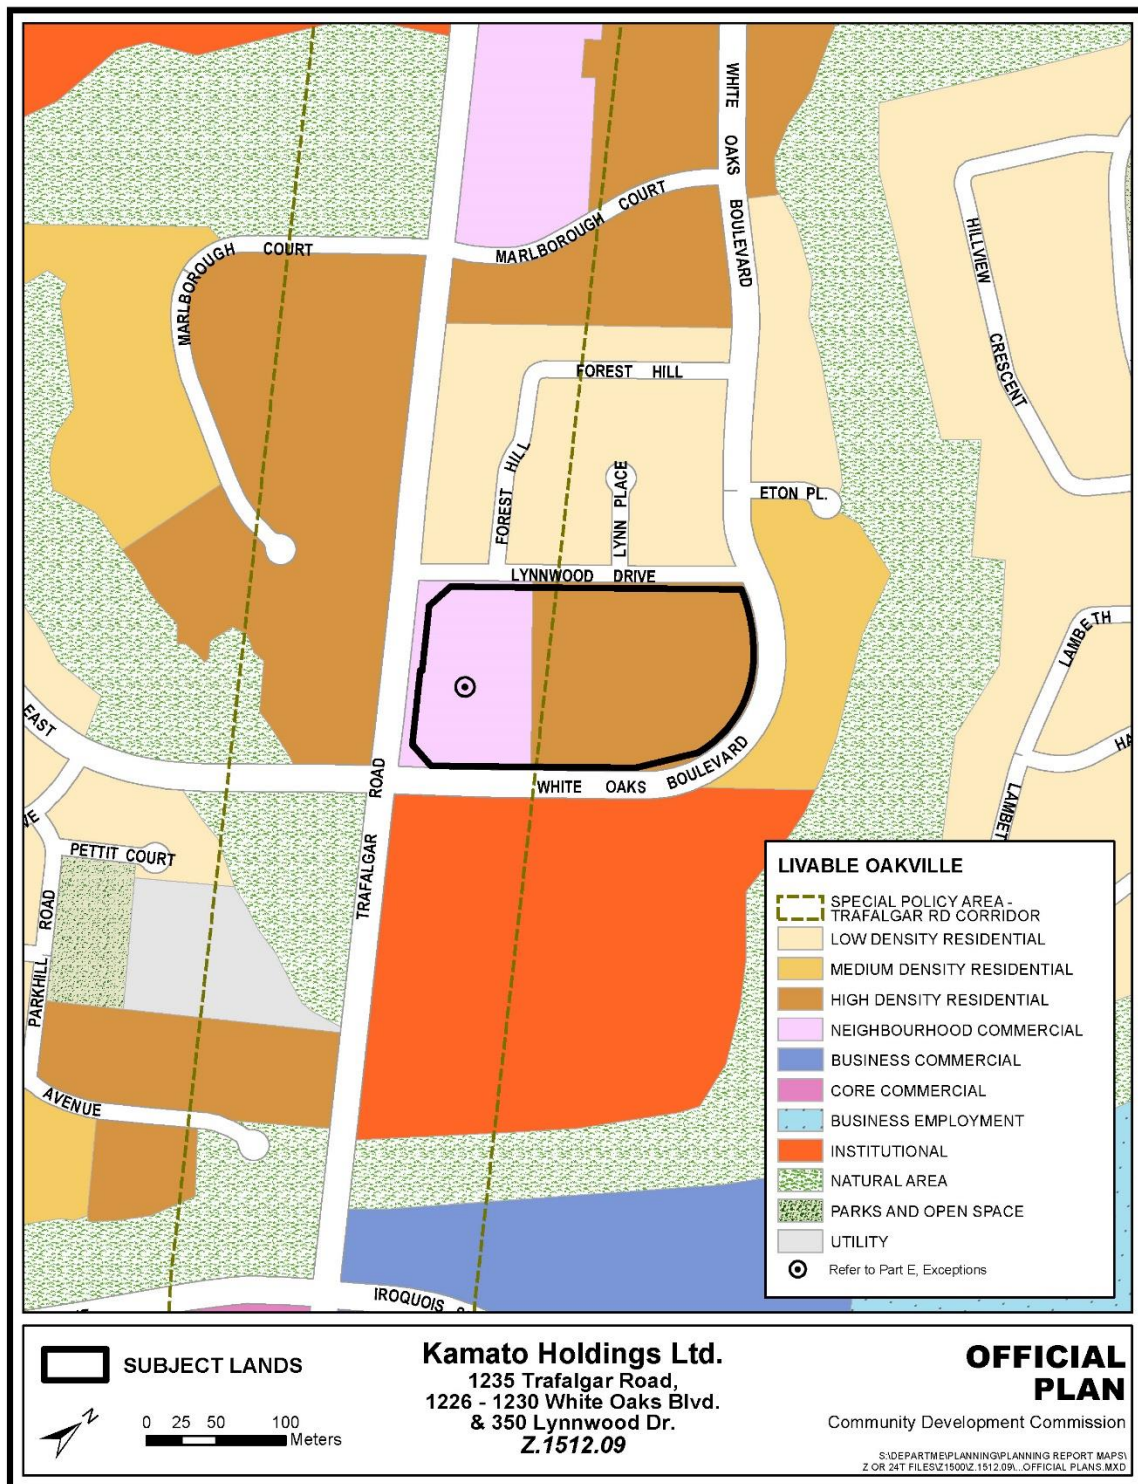 WHITE OAKS BOULEVARD
MARLBOROUGH COURT
MARLBOROUGH COURT
HILLVIEW CRESCENT
FOREST HILL
FOREST HILL
LYNN PLACE
ETON PL.
LYNNWOOD DRIVE
LAMBETH
EAST
ROAD
TRAFALGAR
WHITE OAKS BOULEVARD
PETTIT COURT
PARKHILL ROAD
AVENUE
IROQUOIS
LIVABLE OAKVILLE
SPECIAL POLICY AREA -
TRAFALGAR RD CORRIDOR
LOW DENSITY RESIDENTIAL
MEDIUM DENSITY RESIDENTIAL
HIGH DENSITY RESIDENTIAL
NEIGHBOURHOOD COMMERCIAL
BUSINESS COMMERCIAL
CORE COMMERCIAL
BUSINESS EMPLOYMENT
INSTITUTIONAL
NATURAL AREA
PARKS AND OPEN SPACE
UTILITY
Refer to Part E, Exceptions
SUBJECT LANDS
N
0 25 50 100
Meters
Kamato Holdings Ltd.
1235 Trafalgar Road,
1226 - 1230 White Oaks Blvd.
& 350 Lynnwood Dr.
Z.1512.09
OFFICIAL
PLAN
Community Development Commission
S:\DEPARTME\PLANNING\PLANNING REPORT MAPS\
Z OR 24T FILES\Z1500\Z.1512.09\...OFFICIAL PLANS.MXD